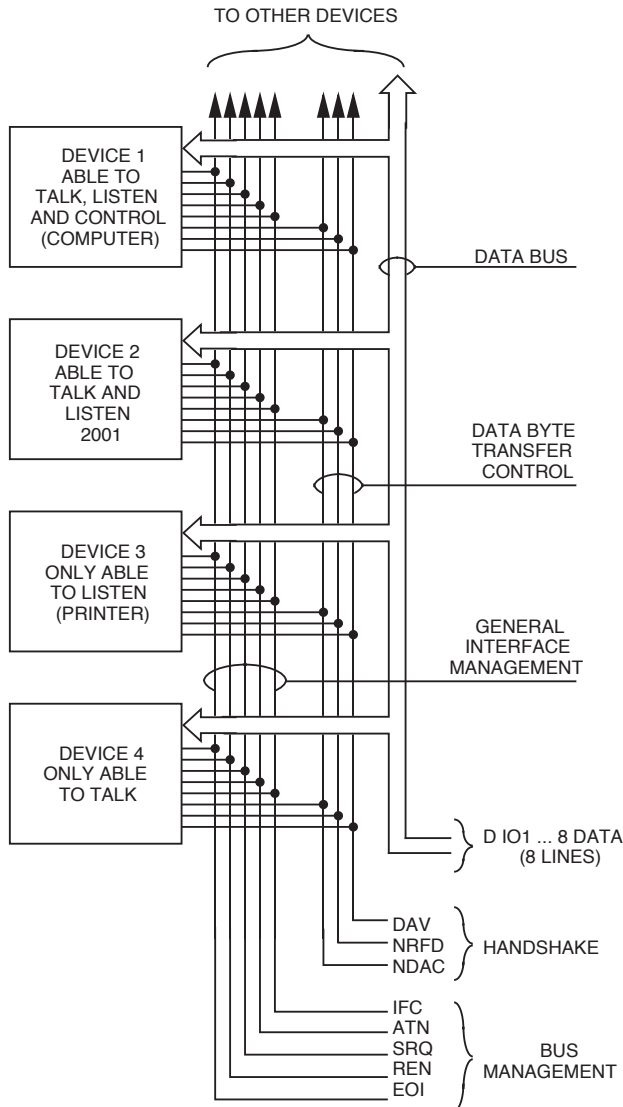 TO OTHER DEVICES
DEVICE 1
ABLE TO
TALK, LISTEN
AND CONTROL
(COMPUTER)
DATA BUS
DEVICE 2
ABLE TO
TALK AND
LISTEN
2001
DATA BYTE
TRANSFER
CONTROL
DEVICE 3
ONLY ABLE
TO LISTEN
(PRINTER)
GENERAL
INTERFACE
MANAGEMENT
DEVICE 4
ONLY ABLE
TO TALK
D IO1 ... 8 DATA
(8 LINES)
DAV
NRFD
NDAC
HANDSHAKE
IFC
ATN
SRQ
REN
EOI
BUS
MANAGEMENT